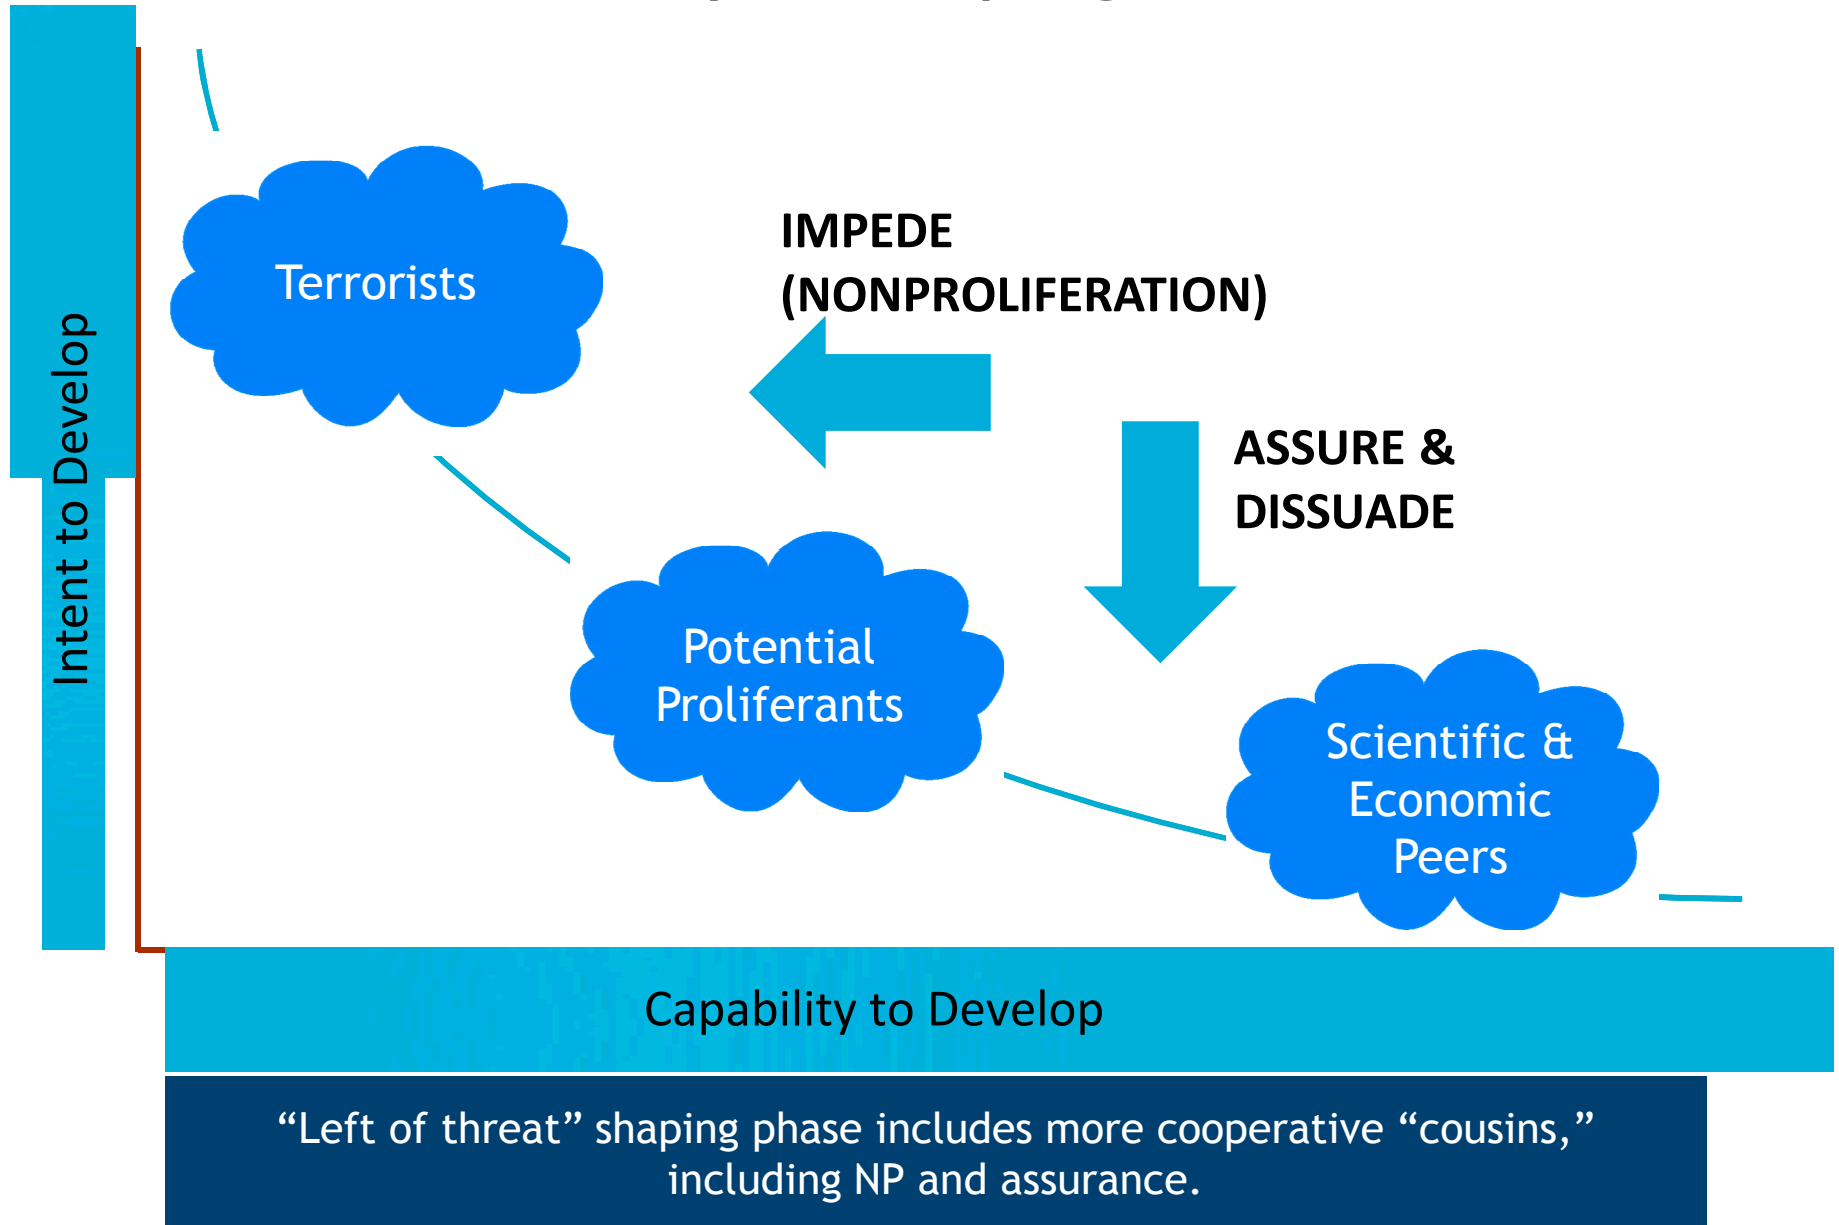 Terrorists
IMPEDE
(NONPROLIFERATION)
ASSURE &
DISSUADE
Intent to Develop
Potential
Proliferants
Scientific &
Economic
Peers
Capability to Develop
“Left of threat” shaping phase includes more cooperative “cousins,”
including NP and assurance.